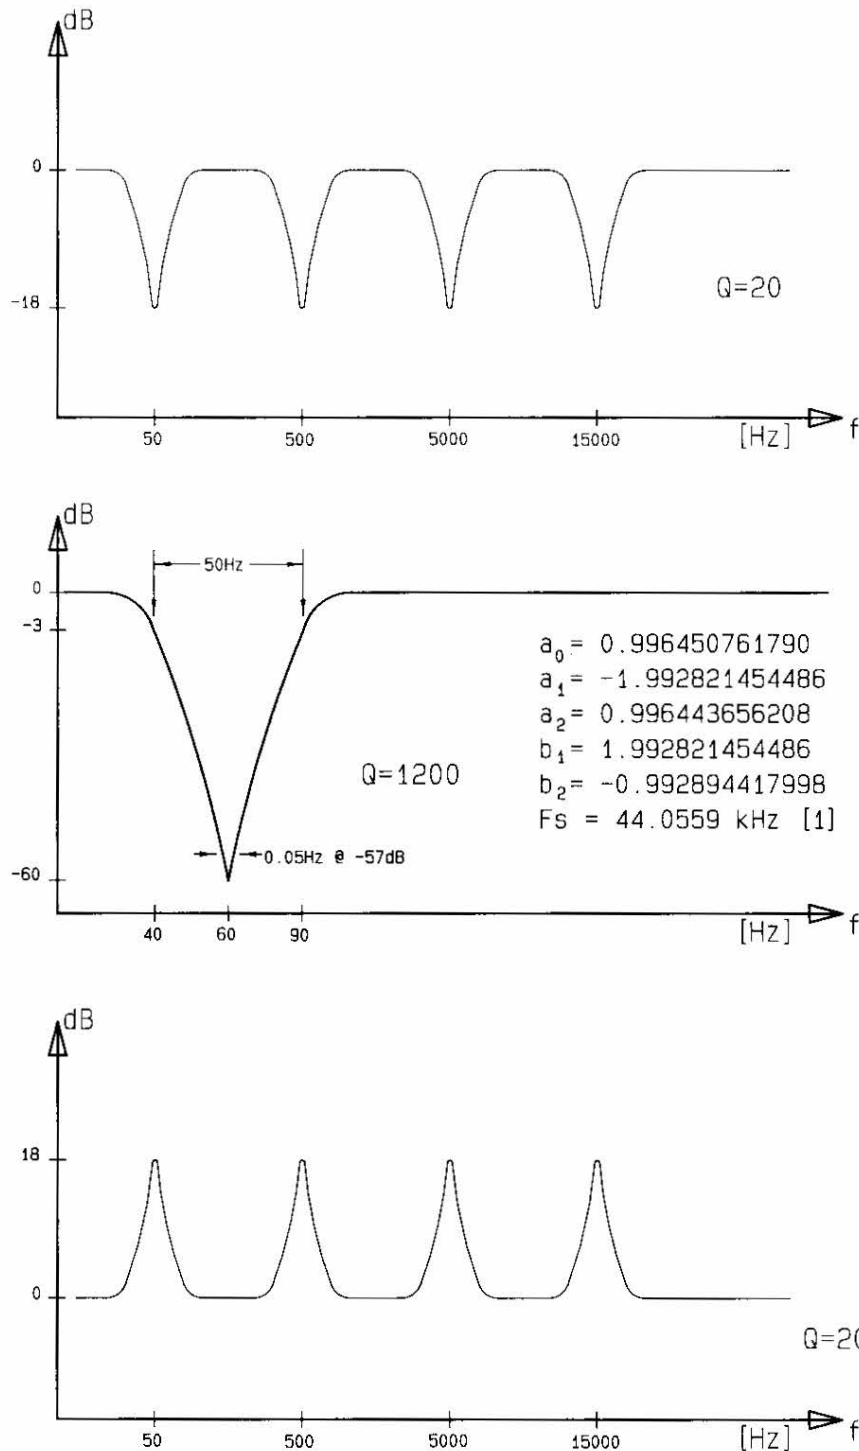 dB
0
-18
Q=20
50 500 5000 15000 [Hz] f
dB
50Hz
0
-3
a0= 0.996450761790
a1= -1.992821454486
a2= 0.996443656208
b1= 1.992821454486
b2= -0.992894417998
Fs = 44.0559 kHz [1]
Q=1200
0.05Hz @ -57dB
-60
40 60 90 [Hz] f
dB
18
0
Q=20
50 500 5000 15000 [Hz] f